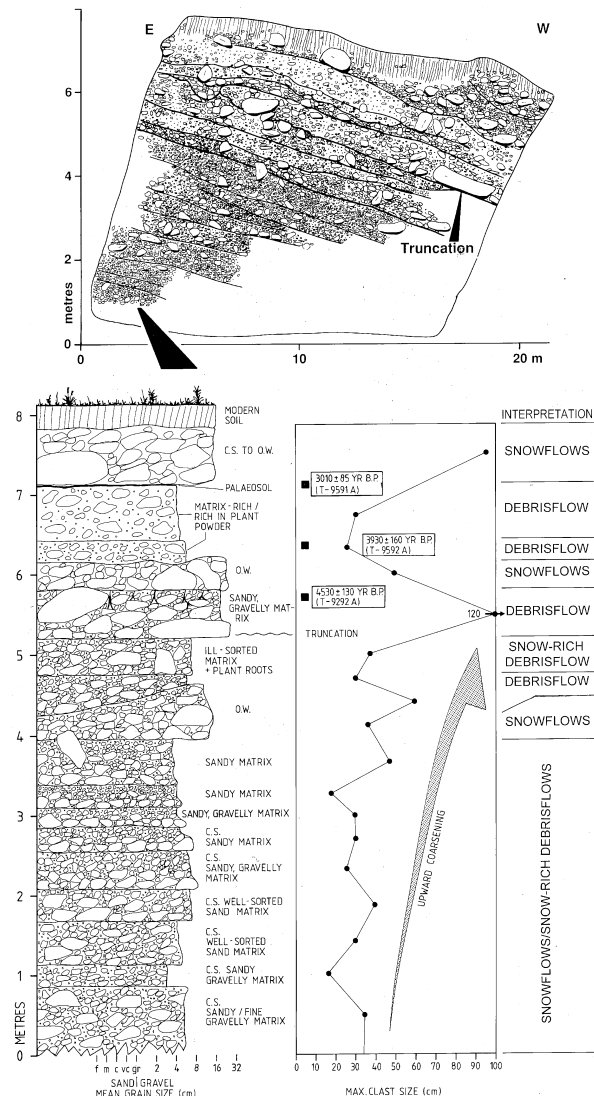 E
W
6
4
2
0
metres
Truncation
0
10
20 m
8
7
6
5
4
3
2
1
0
METRES
MODERN
SOIL
C.S. TO O.W.
PALAEOSOL
MATRIX-RICH /
RICH IN PLANT
POWDER
O.W.
SANDY,
GRAVELLY MAT-
RIX
TRUNCATION
ILL-SORTED
MATRIX
+ PLANT ROOTS
O.W.
SANDY MATRIX
SANDY MATRIX
SANDY, GRAVELLY MATRIX
C.S.
SANDY MATRIX
C.S.
SANDY, GRAVELLY
MATRIX
C.S. WELL-SORTED
SAND MATRIX
C.S.
WELL-SORTED
SAND MATRIX
C.S. SANDY
GRAVELLY MATRIX
C.S.
SANDY / FINE
GRAVELLY MATRIX
f m c vc gr 2 4 8 16 32
SAND GRAVEL
MEAN GRAIN SIZE (cm)
3010 ± 85 YR B.P.
(T-9591 A)
3930 ± 160 YR B.P.
(T-9592 A)
4530 ± 130 YR B.P.
(T-9292 A)
120
UPWARD COARSENING
0 10 20 30 40 50 60 70 80 90 100
MAX. CLAST SIZE (cm)
INTERPRETATION
SNOWFLOWS
DEBRISFLOW
DEBRISFLOW
SNOWFLOWS
DEBRISFLOW
SNOW-RICH
DEBRISFLOW
DEBRISFLOW
SNOWFLOWS
SNOWFLOWS/SNOW-RICH DEBRISFLOWS